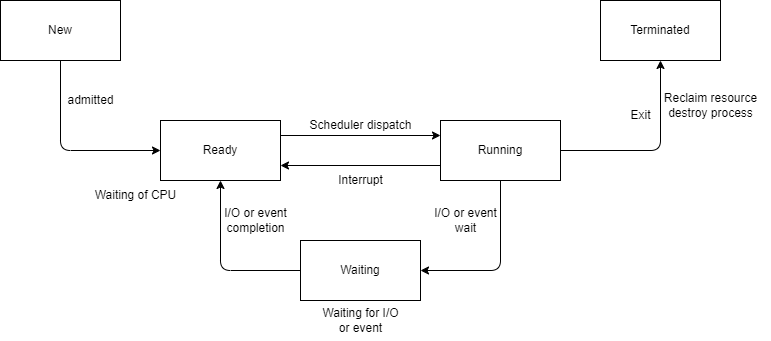 New
Terminated
admitted
Reclaim resource
destroy process
Exit
Scheduler dispatch
Ready
Running
Interrupt
Waiting of CPU
I/O or event
completion
I/O or event
wait
Waiting
Waiting for I/O
or event